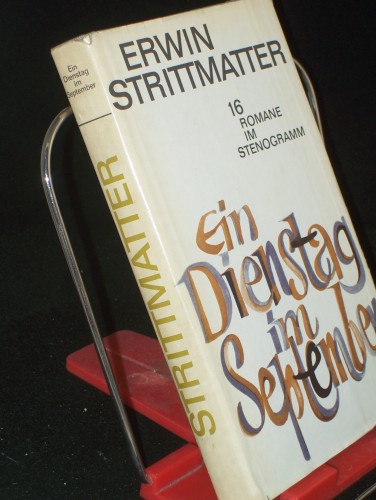 Ein
Dienstag
im
September
STRITTMATTER
ERWIN
STRITTMATTER
16
ROMANE
IM
STENOGRAMM
Ein
Dienstag
im
September